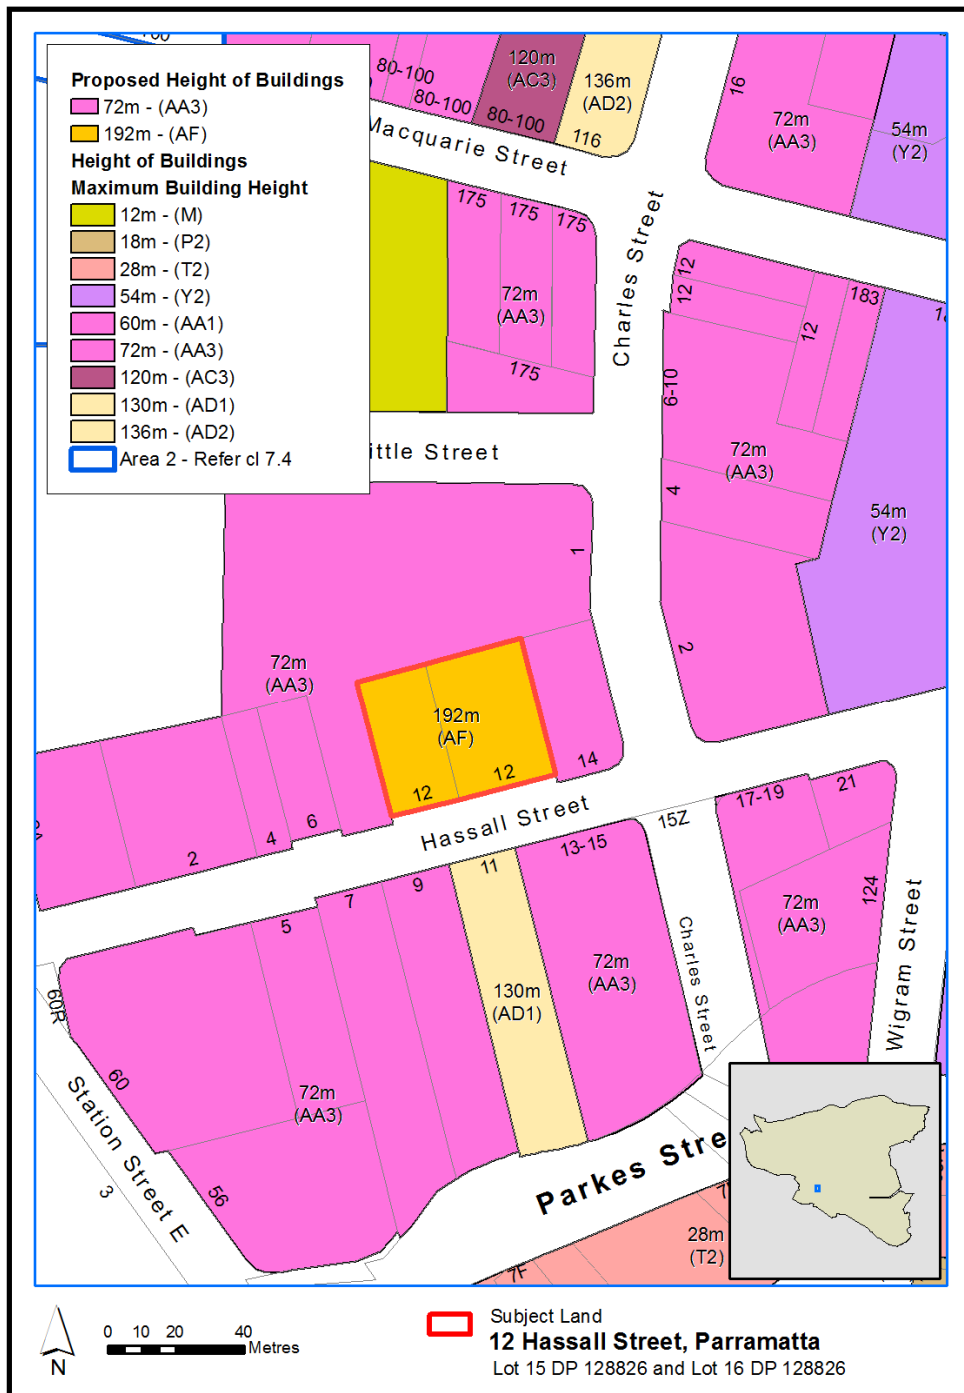 Proposed Height of Buildings
72m - (AA3)
192m - (AF)
Height of Buildings
Maximum Building Height
12m - (M)
18m - (P2)
28m - (T2)
54m - (Y2)
60m - (AA1)
72m - (AA3)
120m - (AC3)
130m - (AD1)
136m - (AD2)
Area 2 - Refer cl 7.4
80-100
80-100
80-100
120m
(AC3)
136m
(AD2)
116
16
72m
(AA3)
54m
(Y2)
Macquarie Street
175
175
175
72m
(AA3)
175
Charles Street
12
12
12
183
6-10
72m
(AA3)
4
54m
(Y2)
2
ittle Street
1
72m
(AA3)
192m
(AF)
12
12
14
2
4
6
Hassall Street
15Z
17-19
21
72m
(AA3)
124
Wigram Street
5
7
9
11
13-15
130m
(AD1)
72m
(AA3)
Charles Street
60R
60
72m
(AA3)
56
3
Station Street E
Parkes Stre
28m
(T2)
7F
N
0 10 20 40
Metres
Subject Land
12 Hassall Street, Parramatta
Lot 15 DP 128826 and Lot 16 DP 128826